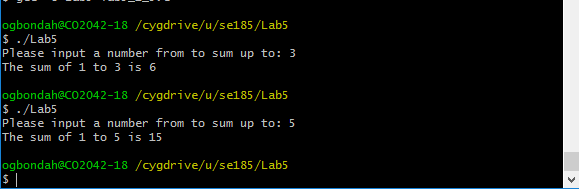 ogbondah@CO2042-18 /cygdrive/u/se185/Lab5
$ ./Lab5
Please input a number from to sum up to: 3
The sum of 1 to 3 is 6
ogbondah@CO2042-18 /cygdrive/u/se185/Lab5
$ ./Lab5
Please input a number from to sum up to: 5
The sum of 1 to 5 is 15
ogbondah@CO2042-18 /cygdrive/u/se185/Lab5
$